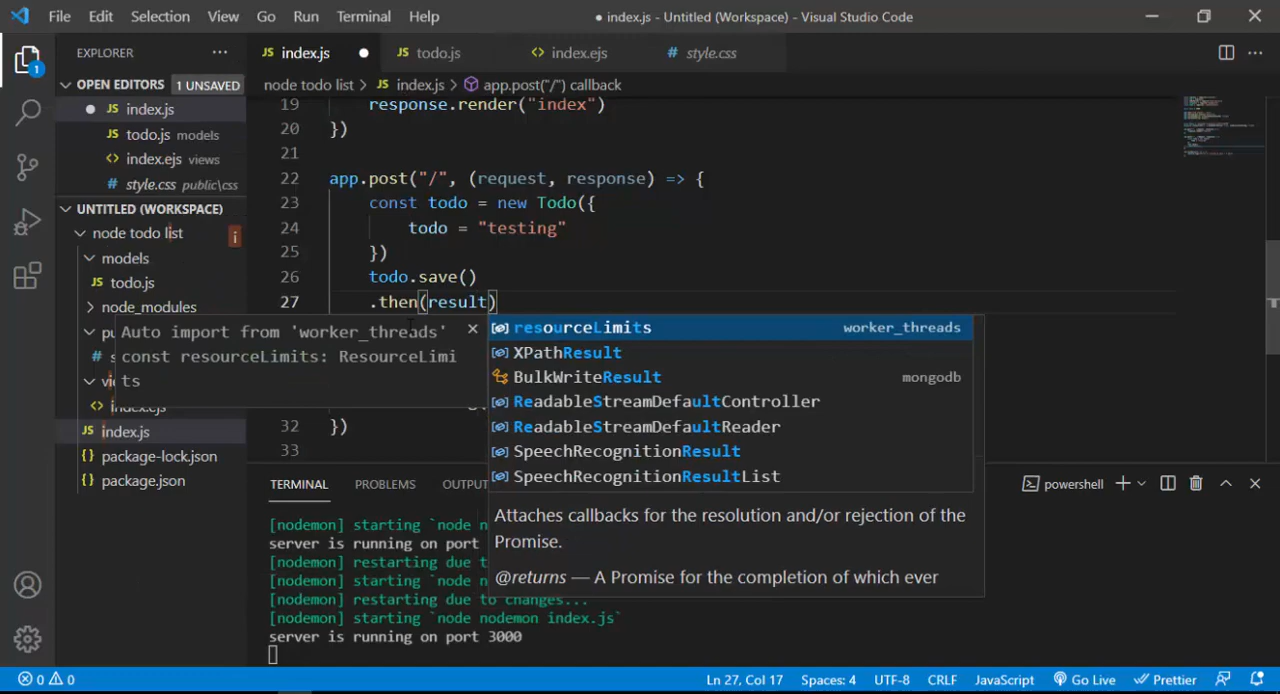 File Edit Selection View Go Run Terminal Help ● index.js - Untitled (Workspace) - Visual Studio Code
EXPLORER ···
JS index.js ● JS todo.js <> index.ejs # style.css ···
OPEN EDITORS 1 UNSAVED
● JS index.js
JS todo.js models
<> index.ejs views
# style.css public\css
UNTITLED (WORKSPACE)
node todo list i
models
JS todo.js
node_modules
pu
# s
vi
<> index.ejs
JS index.js
{} package-lock.json
{} package.json
1
node todo list > JS index.js > app.post("/") callback
19 response.render("index")
20 })
21
22 app.post("/", (request, response) => {
23 const todo = new Todo({
24 todo = "testing"
25 })
26 todo.save()
27 .then(result)
32 })
33
Auto import from 'worker_threads' ×
const resourceLimits: ResourceLimi
ts
resourceLimits worker_threads
XPathResult
BulkWriteResult mongodb
ReadableStreamDefaultController
ReadableStreamDefaultReader
SpeechRecognitionResult
SpeechRecognitionResultList
Attaches callbacks for the resolution and/or rejection of the
Promise.
@returns — A Promise for the completion of which ever
TERMINAL PROBLEMS OUTPU powershell
[nodemon] starting `node n
server is running on port
[nodemon] restarting due t
[nodemon] starting `node n
[nodemon] restarting due to changes...
[nodemon] starting `node nodemon index.js`
server is running on port 3000
0 0 Ln 27, Col 17 Spaces: 4 UTF-8 CRLF JavaScript Go Live Prettier